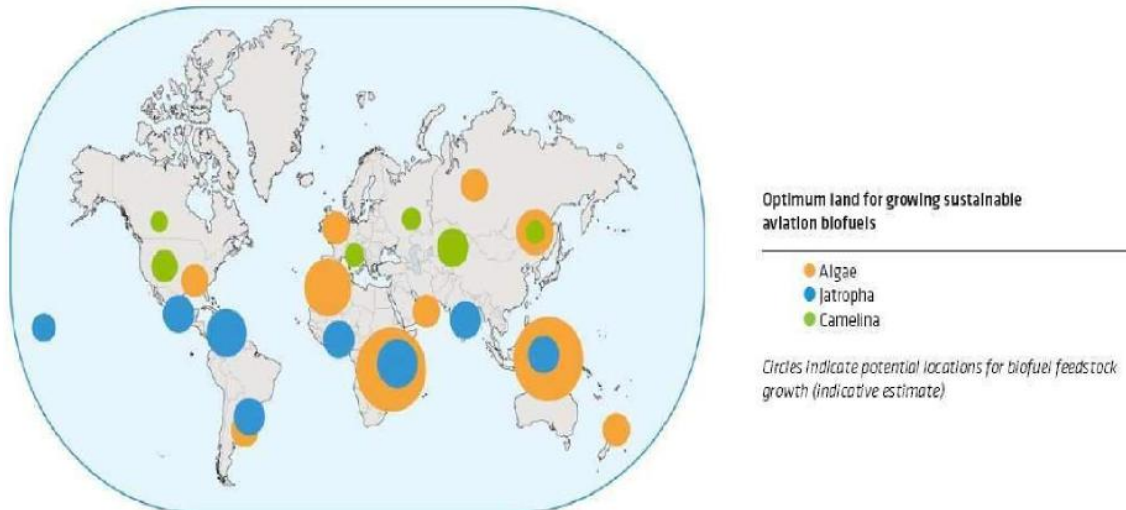 Optimum land for growing sustainable
aviation biofuels
Algae
Jatropha
Camelina
Circles indicate potential locations for biofuel feedstock
growth (indicative estimate)